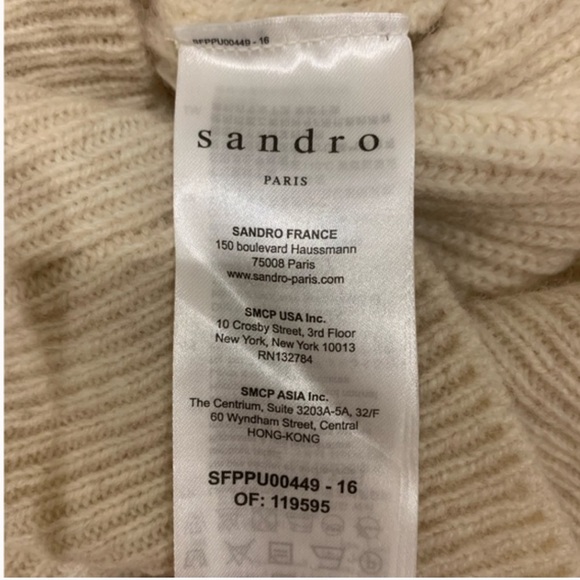 SFPPU00449 - 16
sandro
PARIS
SANDRO FRANCE
150 boulevard Haussmann
75008 Paris
www.sandro-paris.com
SMCP USA Inc.
10 Crosby Street, 3rd Floor
New York, New York 10013
RN132784
SMCP ASIA Inc.
The Centrium, Suite 3203A-5A, 32/F
60 Wyndham Street, Central
HONG-KONG
SFPPU00449 - 16
OF: 119595